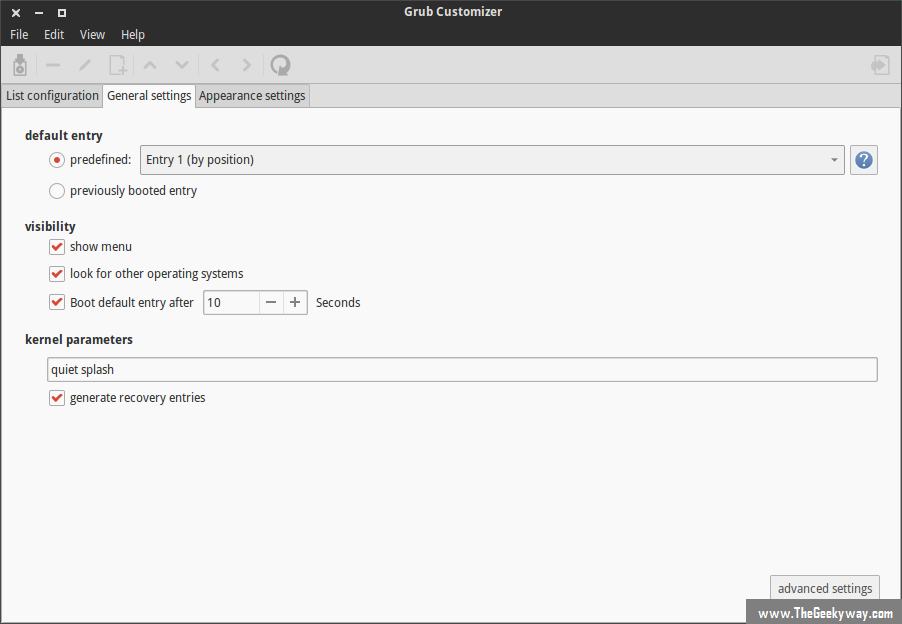 Grub Customizer
File Edit View Help
List configuration General settings Appearance settings
default entry
predefined: Entry 1 (by position) ?
previously booted entry
visibility
show menu
look for other operating systems
Boot default entry after 10 Seconds
kernel parameters
quiet splash
generate recovery entries
advanced settings
www.TheGeekyway.com